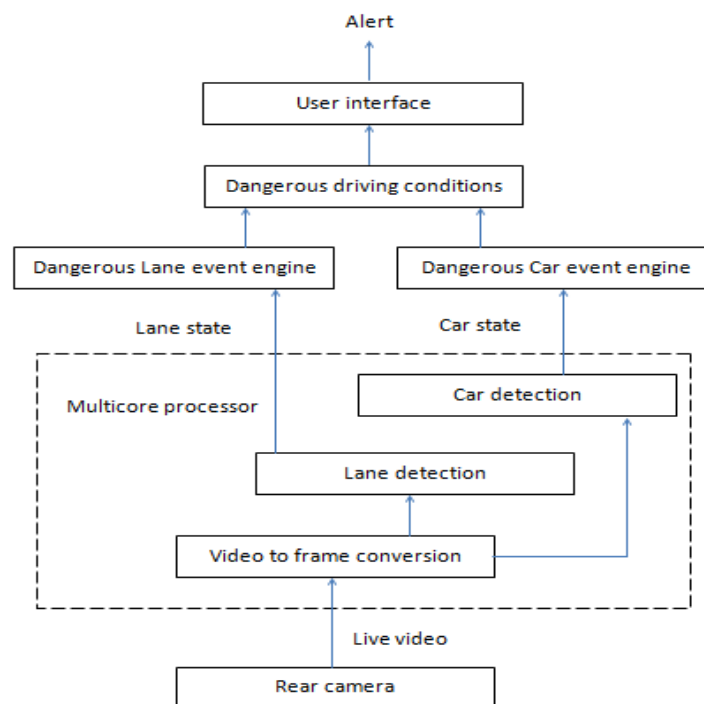 Alert
User interface
Dangerous driving conditions
Dangerous Lane event engine
Dangerous Car event engine
Lane state
Car state
Multicore processor
Car detection
Lane detection
Video to frame conversion
Live video
Rear camera